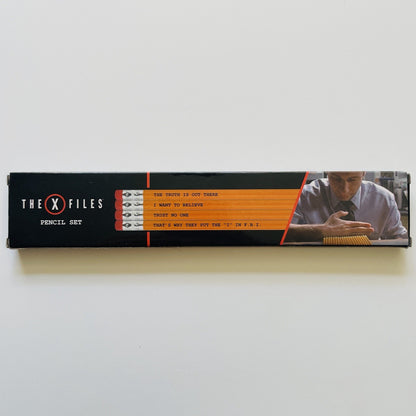 THE X FILES
PENCIL SET
THE TRUTH IS OUT THERE
I WANT TO BELIEVE
TRUST NO ONE
THAT'S WHY THEY PUT THE "I" IN F.B.I